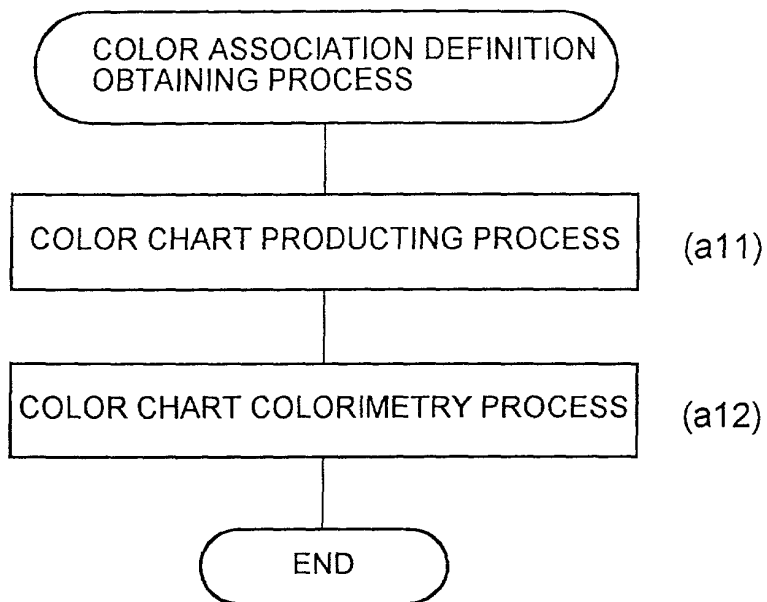 COLOR ASSOCIATION DEFINITION
OBTAINING PROCESS
COLOR CHART PRODUCTING PROCESS
(a11)
COLOR CHART COLORIMETRY PROCESS
(a12)
END